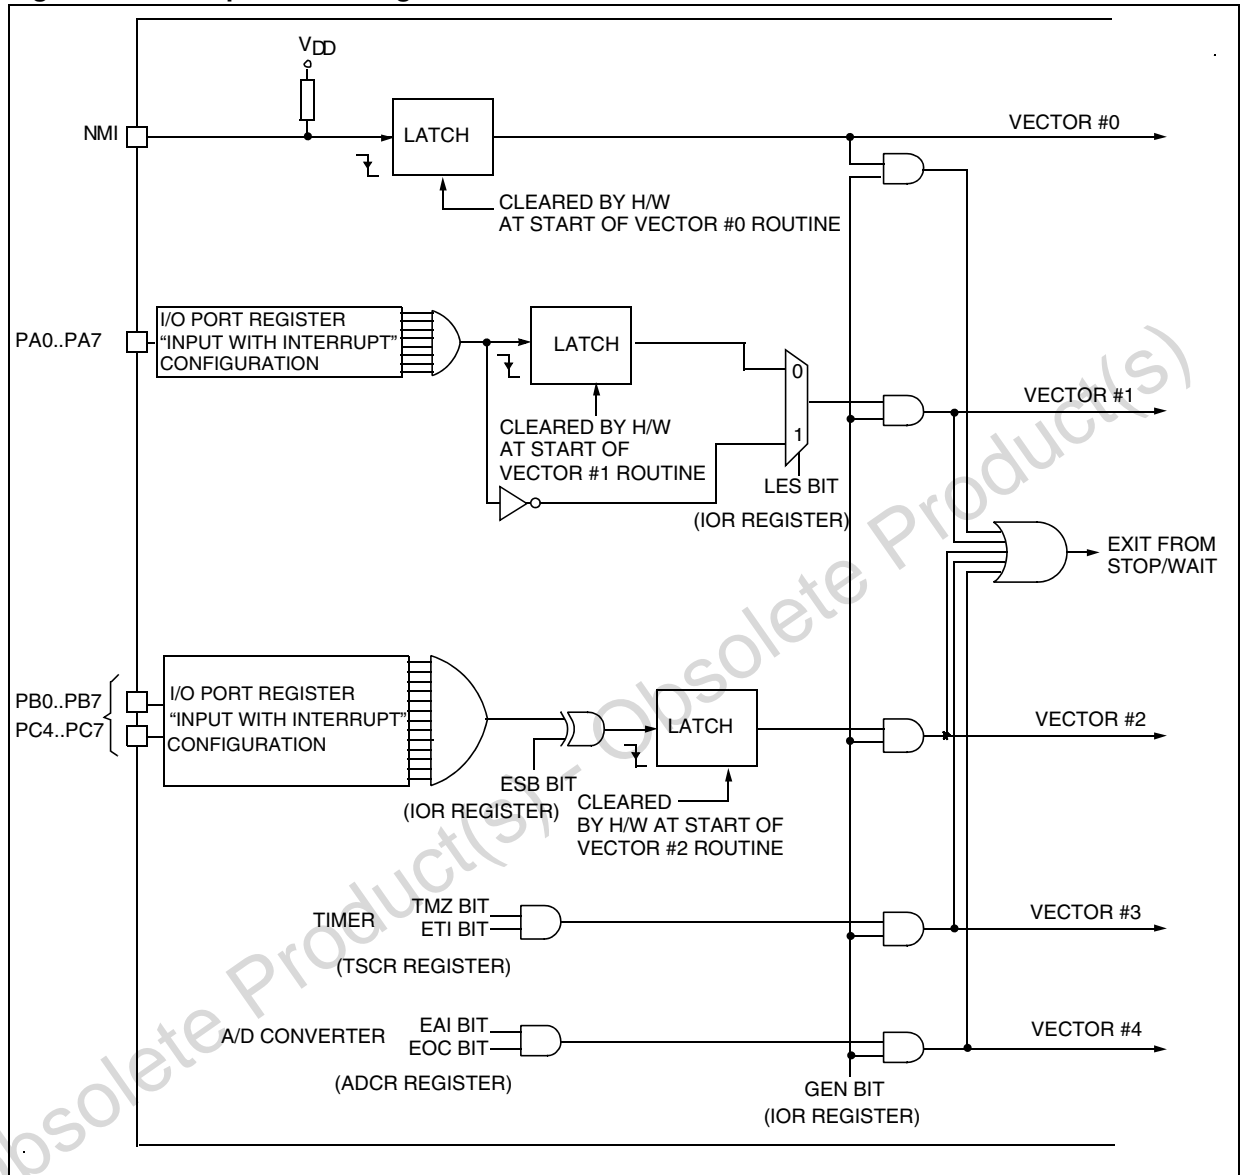 VDD
NMI
LATCH
VECTOR #0
CLEARED BY H/W
AT START OF VECTOR #0 ROUTINE
PA0..PA7
I/O PORT REGISTER
“INPUT WITH INTERRUPT”
CONFIGURATION
LATCH
0
1
CLEARED BY H/W
AT START OF
VECTOR #1 ROUTINE
LES BIT
(IOR REGISTER)
VECTOR #1
EXIT FROM
STOP/WAIT
PB0..PB7
PC4..PC7
I/O PORT REGISTER
“INPUT WITH INTERRUPT”
CONFIGURATION
ESB BIT
(IOR REGISTER)
LATCH
CLEARED
BY H/W AT START OF
VECTOR #2 ROUTINE
VECTOR #2
TIMER
TMZ BIT
ETI BIT
(TSCR REGISTER)
VECTOR #3
A/D CONVERTER
EAI BIT
EOC BIT
(ADCR REGISTER)
VECTOR #4
GEN BIT
(IOR REGISTER)
Obsolete Product(s) - Obsolete Product(s)